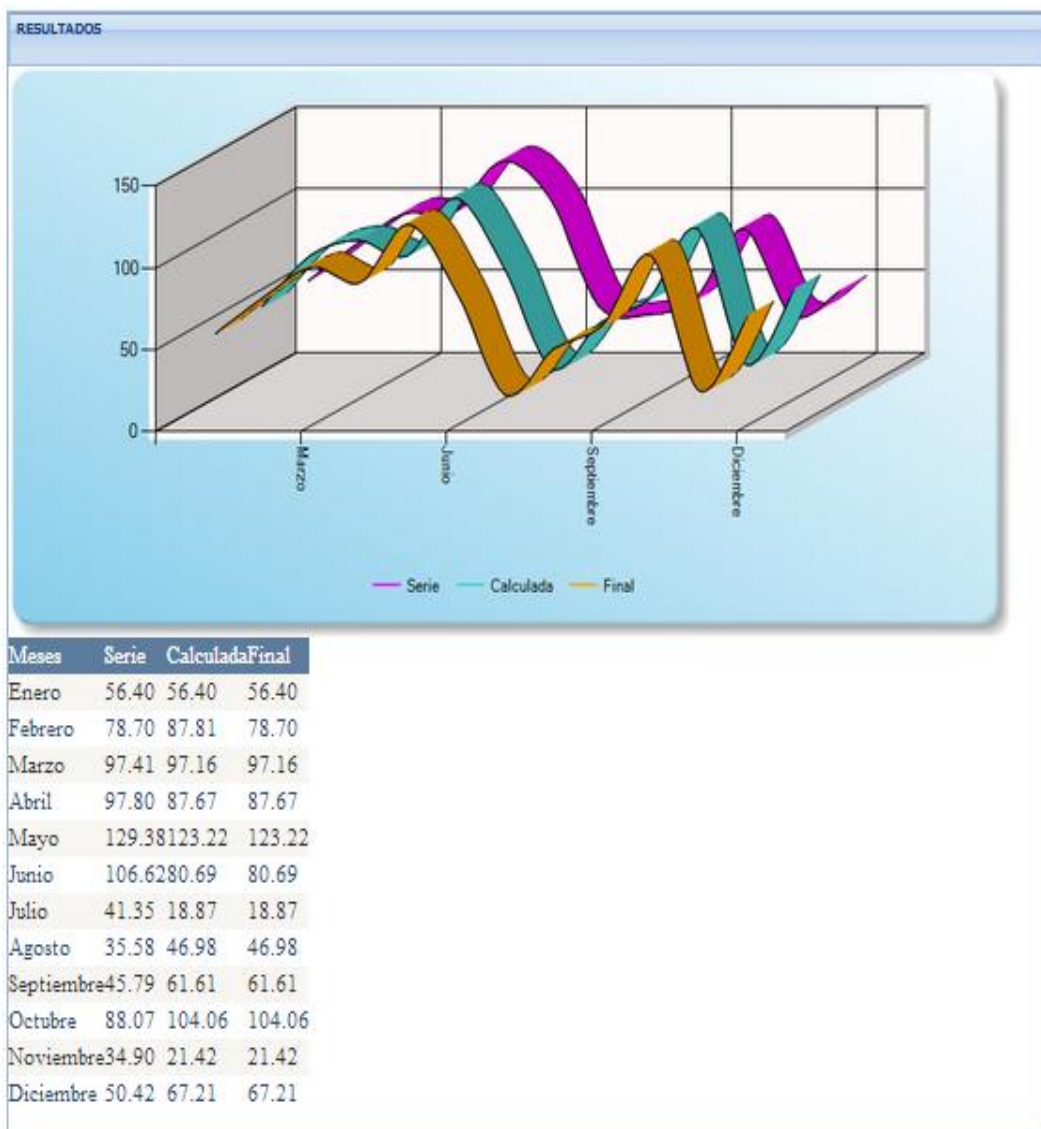 RESULTADOS
150
100
50
0
Marzo
Junio
Septiembre
Diciembre
Serie Calculada Final
Meses Serie Calculada Final
Enero 56.40 56.40 56.40
Febrero 78.70 87.81 78.70
Marzo 97.41 97.16 97.16
Abril 97.80 87.67 87.67
Mayo 129.38 123.22 123.22
Junio 106.62 80.69 80.69
Julio 41.35 18.87 18.87
Agosto 35.58 46.98 46.98
Septiembre 45.79 61.61 61.61
Octubre 88.07 104.06 104.06
Noviembre 34.90 21.42 21.42
Diciembre 50.42 67.21 67.21